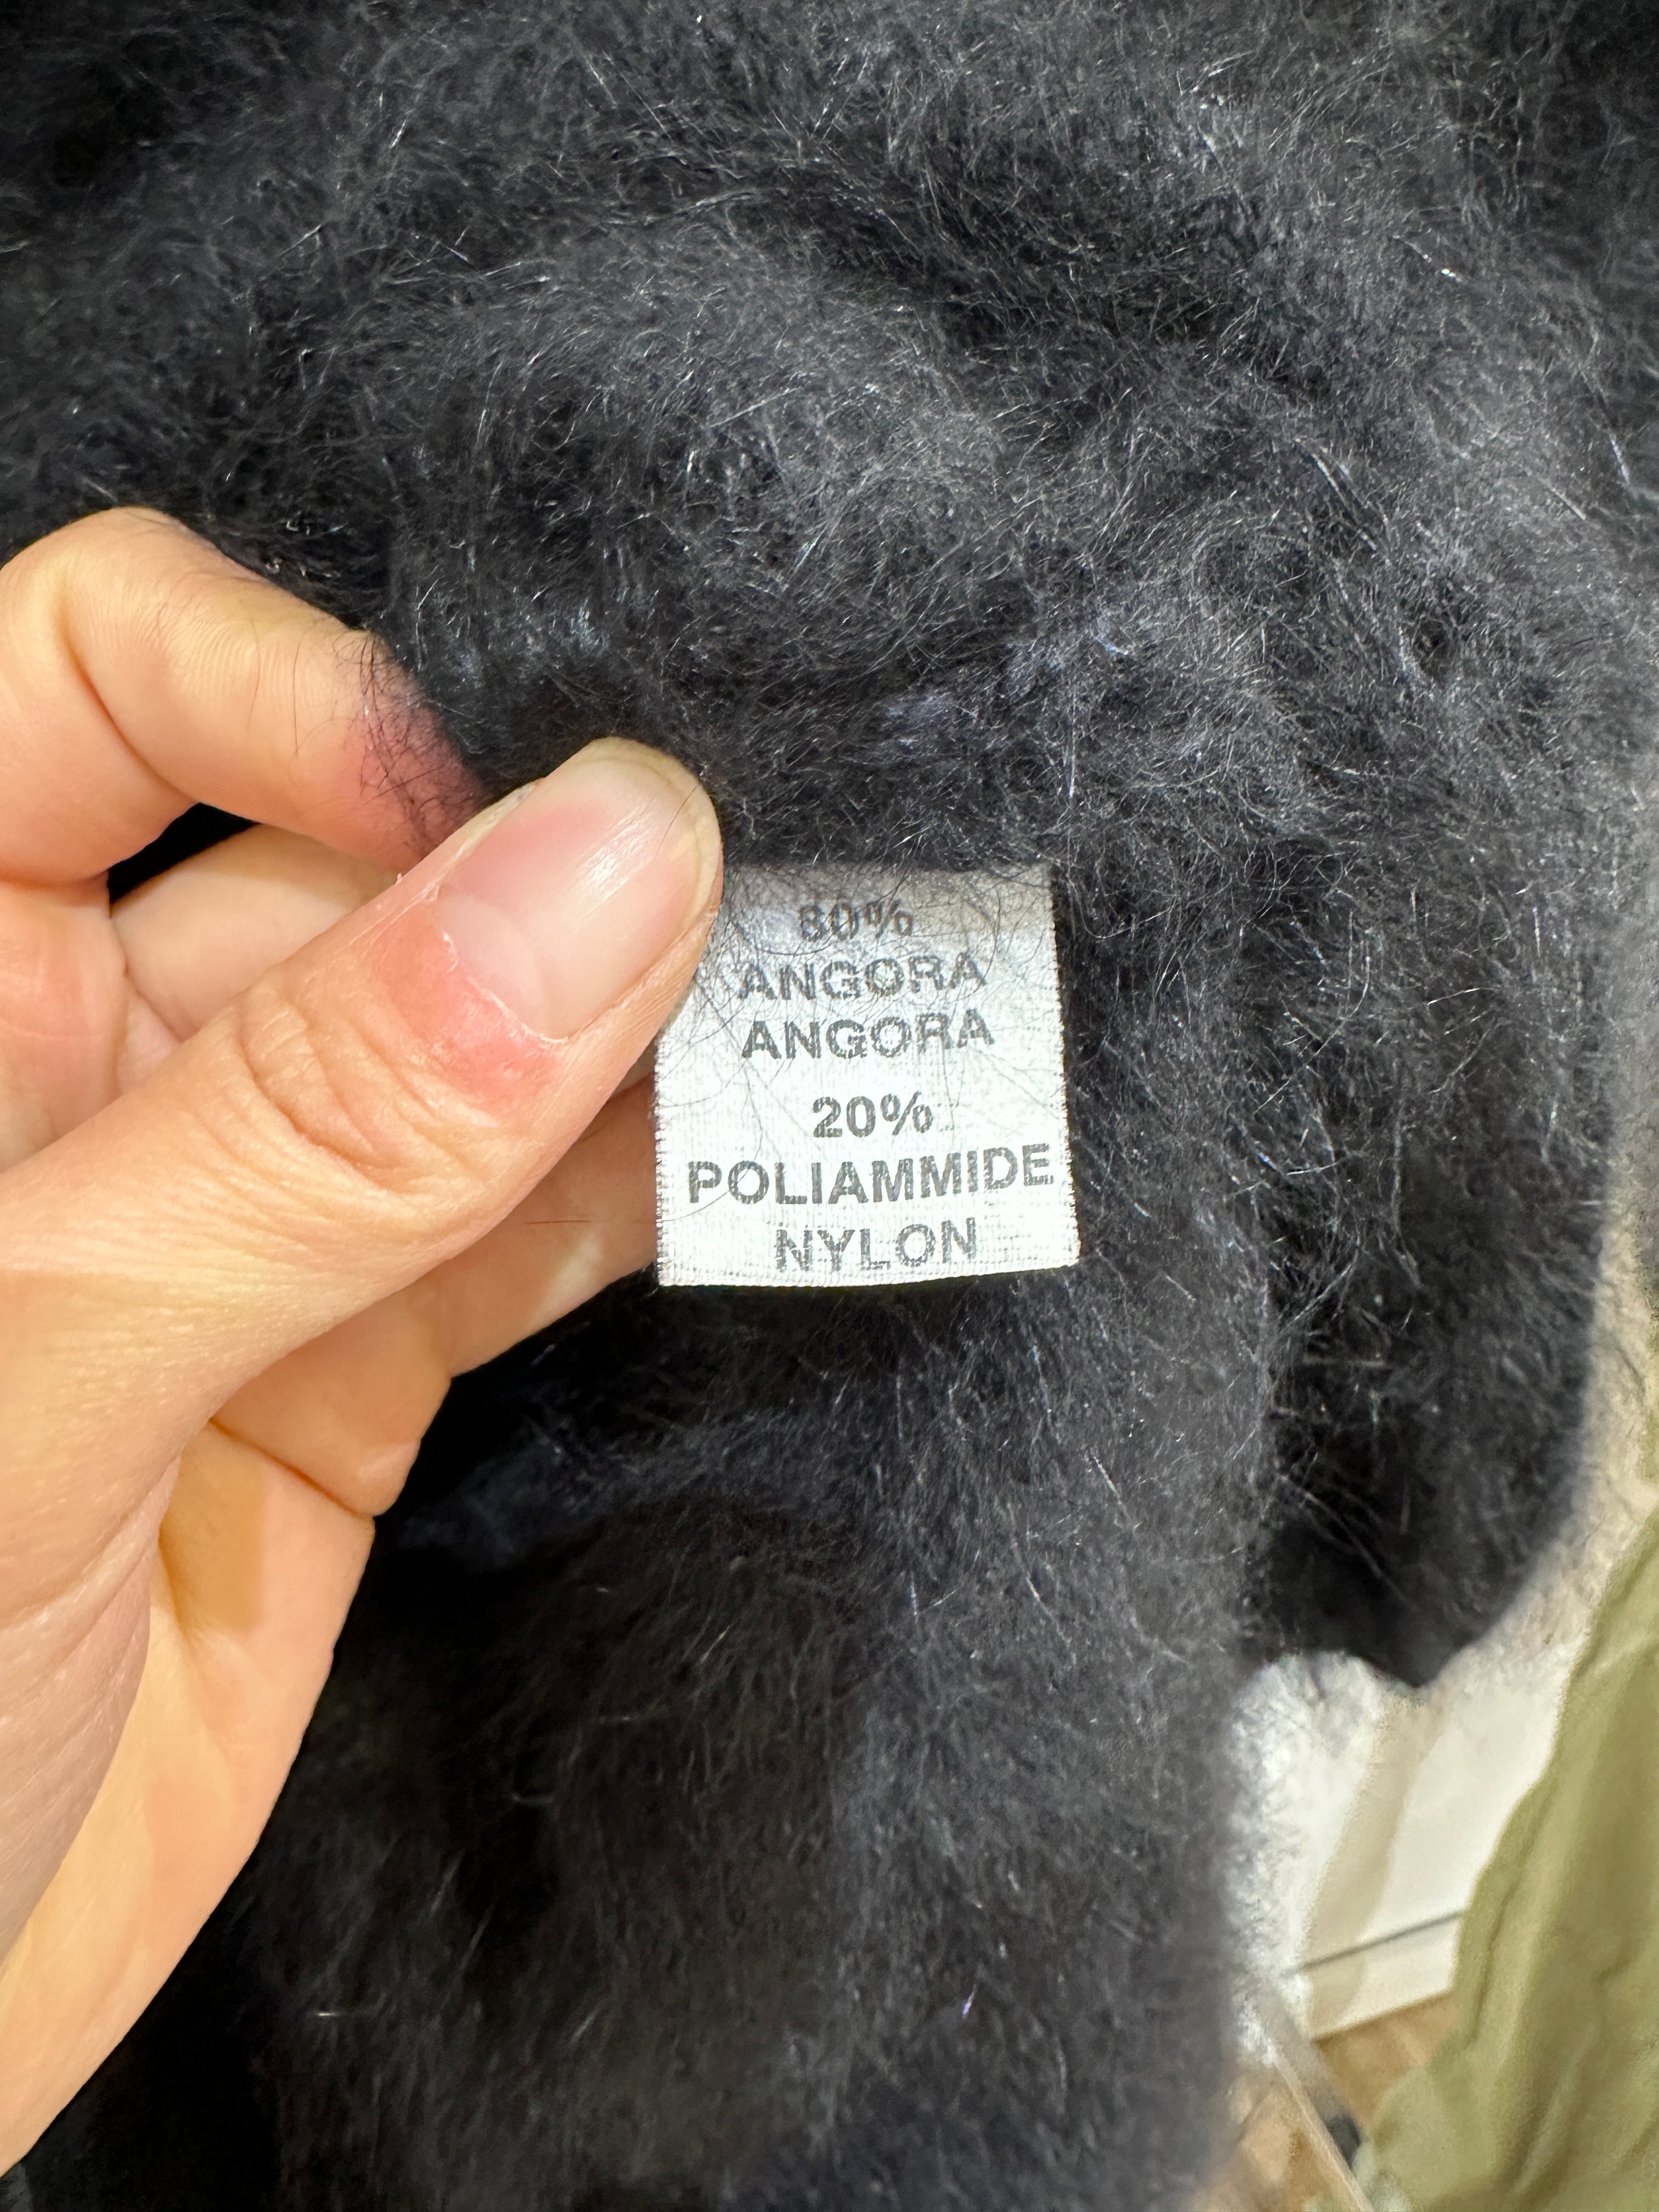 80%
ANGORA
ANGORA
20%
POLIAMMIDE
NYLON